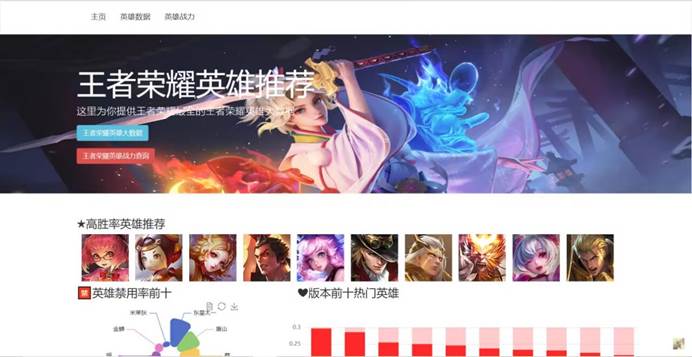 主页 英雄数据 英雄战力
王者荣耀英雄推荐
这里为你提供王者荣耀最全的王者荣耀英雄大数据
王者荣耀英雄大数据
王者荣耀英雄战力查询
★高胜率英雄推荐
禁 英雄禁用率前十
♥版本前十热门英雄
米莱狄 东皇太一
金蝉
盾山
0.3
0.25